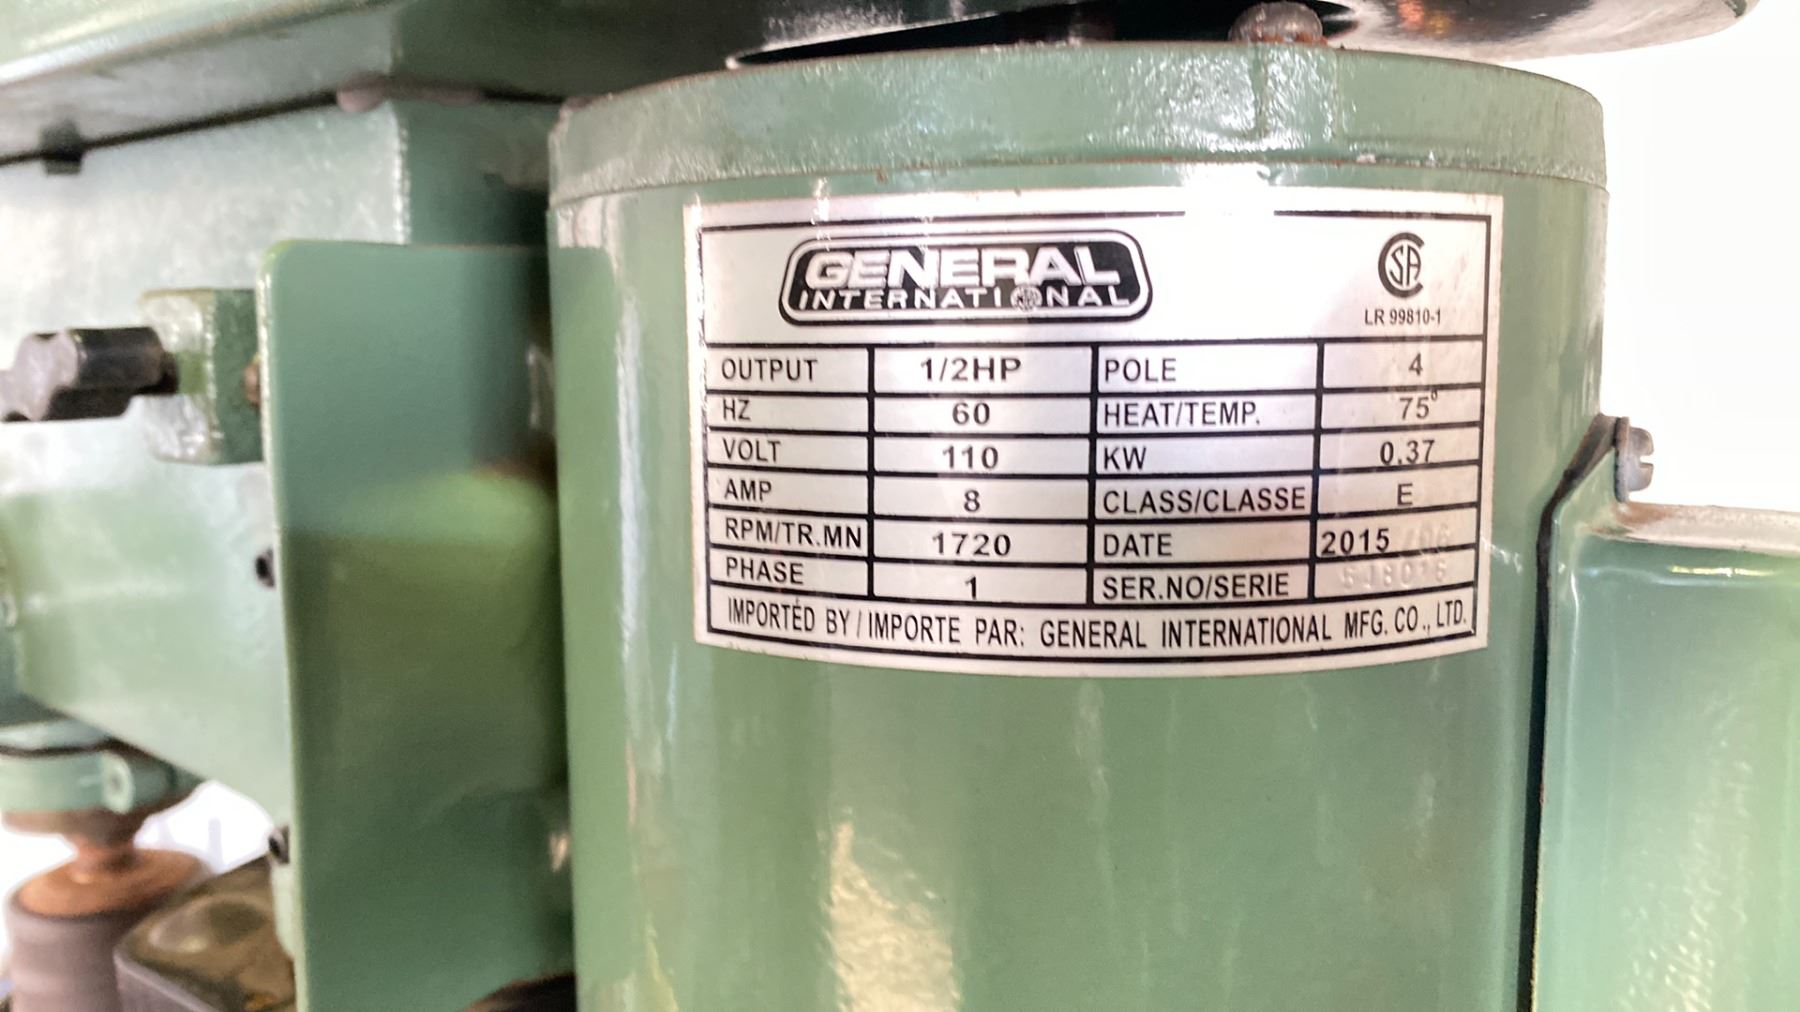 GENERAL
INTERNATIONAL
CSA
LR 99810-1
OUTPUT 1/2HP POLE 4
HZ 60 HEAT/TEMP. 75°
VOLT 110 KW 0.37
AMP 8 CLASS/CLASSE E
RPM/TR.MN 1720 DATE 2015
PHASE 1 SER.NO/SERIE
IMPORTÉD BY / IMPORTE PAR: GENERAL INTERNATIONAL MFG. CO., LTD.